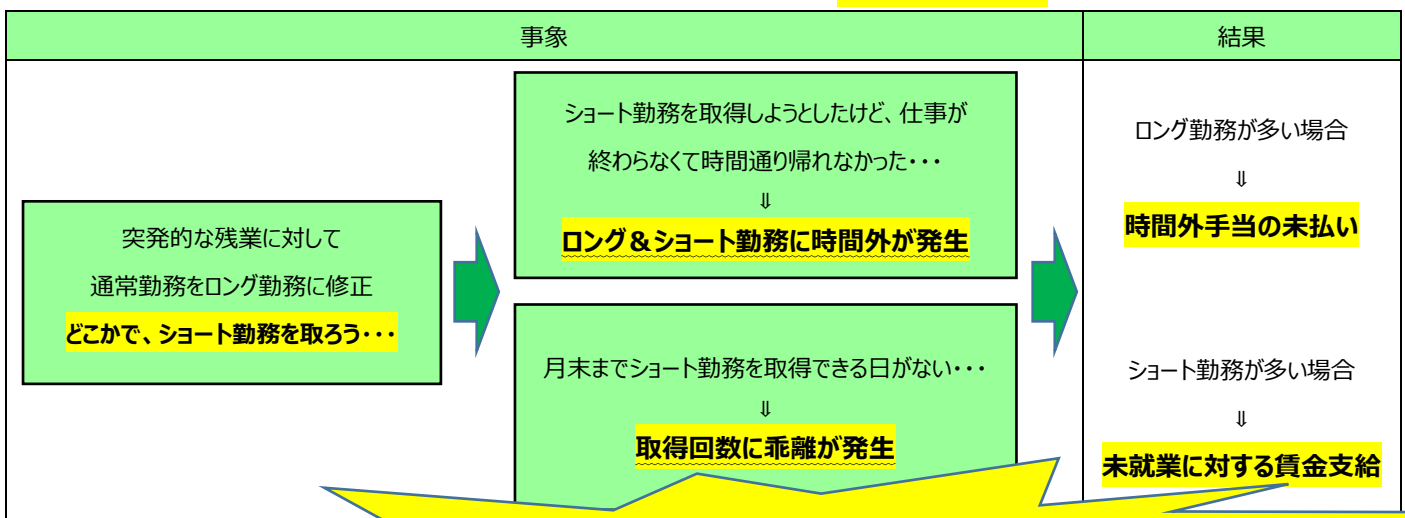 事象
結果
突発的な残業に対して
通常勤務をロング勤務に修正
どこかで、ショート勤務を取ろう・・・
ショート勤務を取得しようとしたけど、仕事が
終わらなくて時間通り帰れなかった・・・
⇓
ロング&ショート勤務に時間外が発生
月末までショート勤務を取得できる日がない・・・
⇓
取得回数に乖離が発生
ロング勤務が多い場合
⇓
時間外手当の未払い
ショート勤務が多い場合
⇓
未就業に対する賃金支給